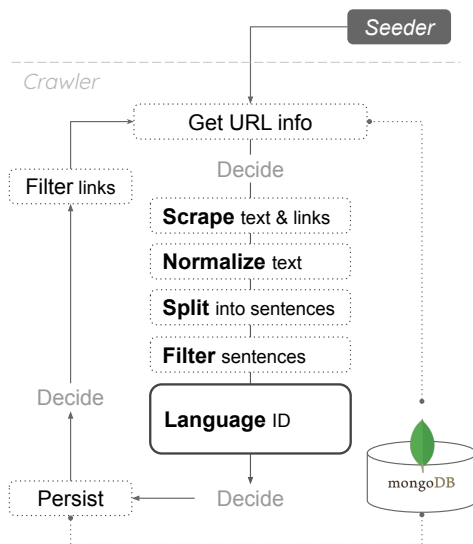 Seeder
Crawler
Get URL info
Decide
Filter links
Scrape text & links
Normalize text
Split into sentences
Filter sentences
Decide
Language ID
mongoDB
Persist
Decide